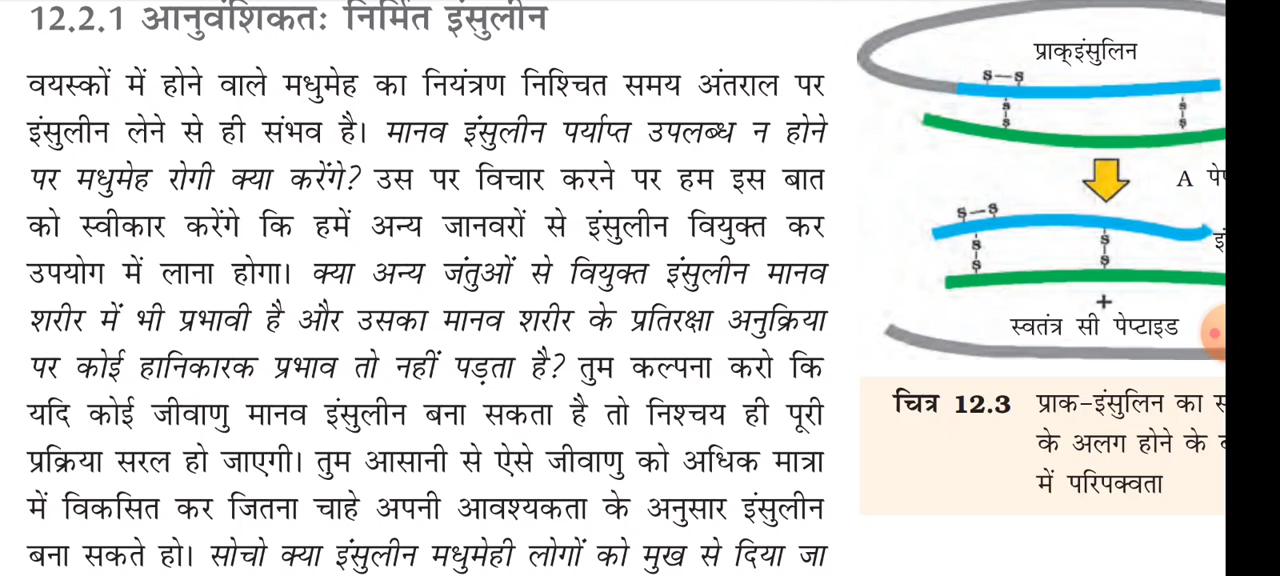 12.2.1 आनुवंशिकतः निर्मित इंसुलीन
वयस्कों में होने वाले मधुमेह का नियंत्रण निश्चित समय अंतराल पर
इंसुलीन लेने से ही संभव है। मानव इंसुलीन पर्याप्त उपलब्ध न होने
पर मधुमेह रोगी क्या करेंगे? उस पर विचार करने पर हम इस बात
को स्वीकार करेंगे कि हमें अन्य जानवरों से इंसुलीन वियुक्त कर
उपयोग में लाना होगा। क्या अन्य जंतुओं से वियुक्त इंसुलीन मानव
शरीर में भी प्रभावी है और उसका मानव शरीर के प्रतिरक्षा अनुक्रिया
पर कोई हानिकारक प्रभाव तो नहीं पड़ता है? तुम कल्पना करो कि
यदि कोई जीवाणु मानव इंसुलीन बना सकता है तो निश्चय ही पूरी
प्रक्रिया सरल हो जाएगी। तुम आसानी से ऐसे जीवाणु को अधिक मात्रा
में विकसित कर जितना चाहे अपनी आवश्यकता के अनुसार इंसुलीन
बना सकते हो। सोचो क्या इंसुलीन मधुमेही लोगों को मुख से दिया जा
प्राक्इंसुलिन
S—S
S
S
S
S
A
S—S
S
S
S
S
+
स्वतंत्र सी पेप्टाइड
चित्र 12.3 प्राक-इंसुलिन का
के अलग होने के
में परिपक्वता